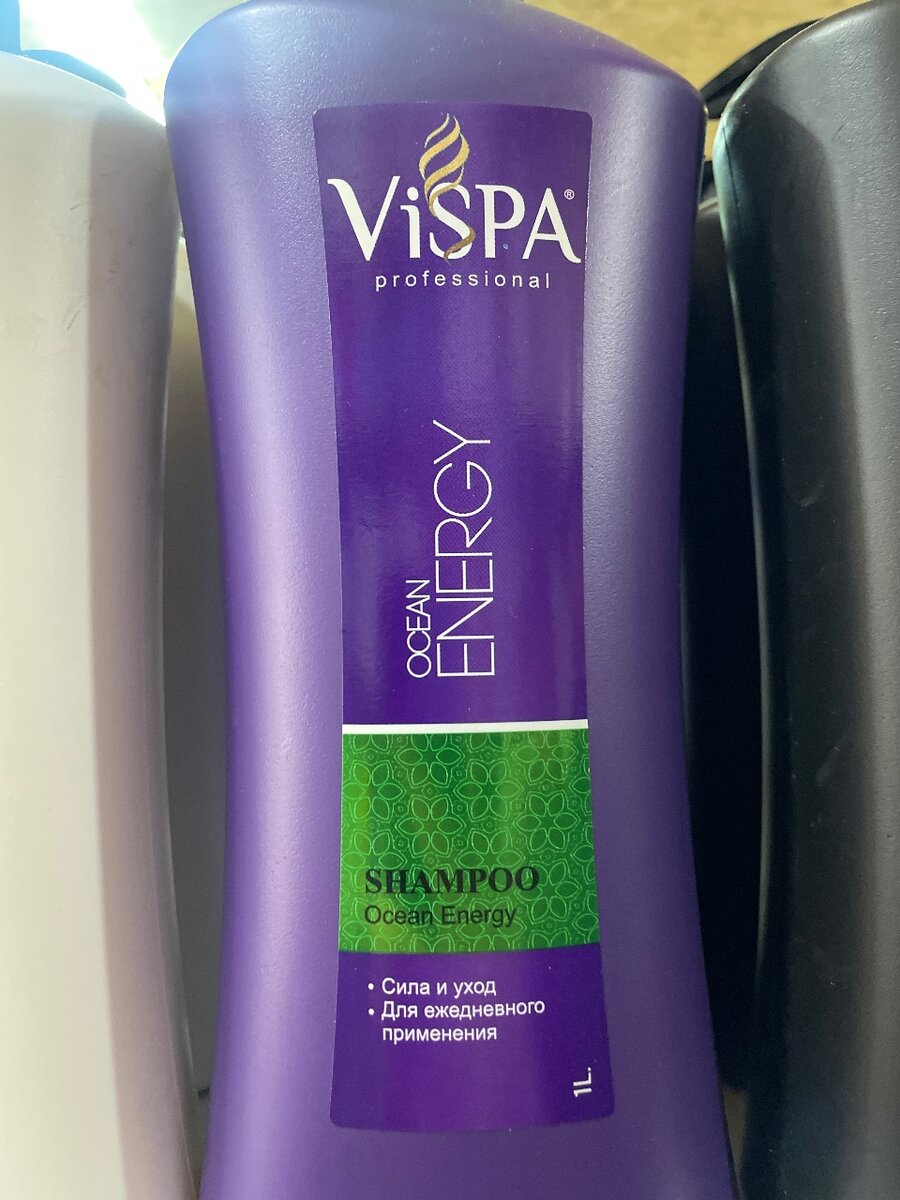 ViSPA®
professional
OCEAN
ENERGY
SHAMPOO
Ocean Energy
• Сила и уход
• Для ежедневного
применения
1L.